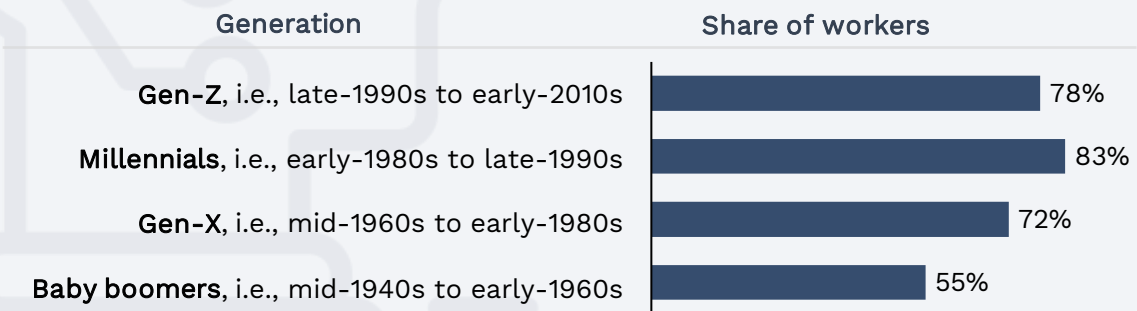 Generation Share of workers
Gen-Z, i.e., late-1990s to early-2010s 78%
Millennials, i.e., early-1980s to late-1990s 83%
Gen-X, i.e., mid-1960s to early-1980s 72%
Baby boomers, i.e., mid-1940s to early-1960s 55%